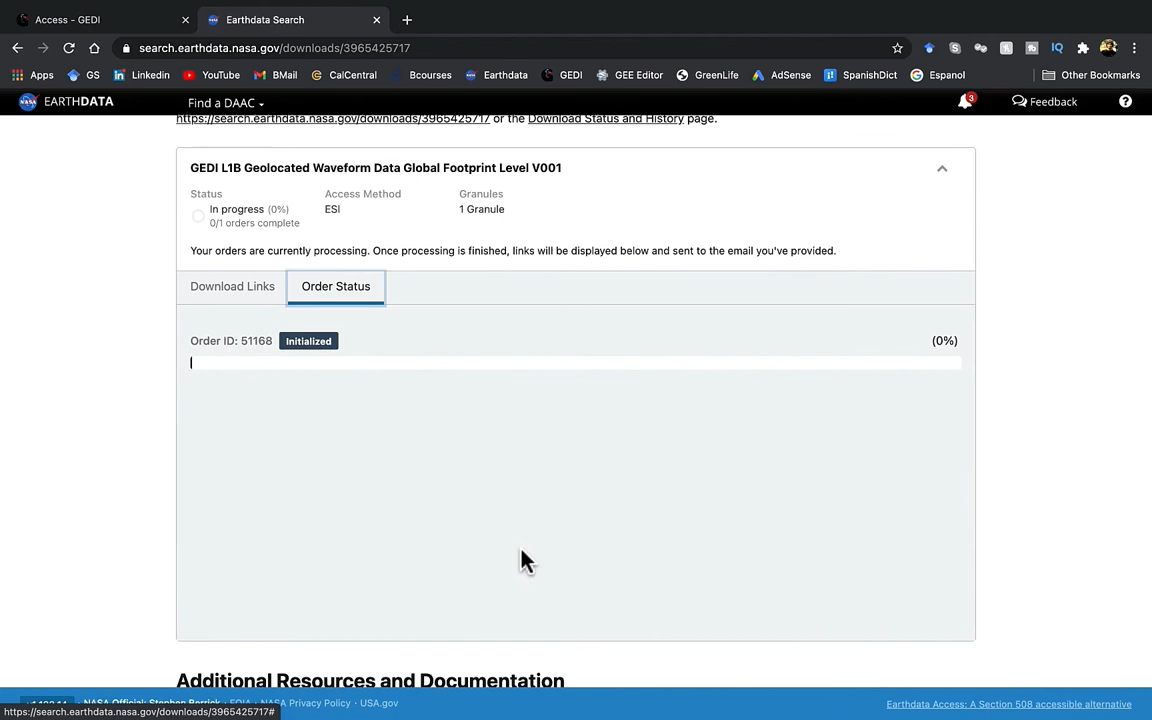 Access - GEDI
Earthdata Search
search.earthdata.nasa.gov/downloads/3965425717
Apps GS Linkedin YouTube BMail CalCentral Bcourses Earthdata GEDI GEE Editor GreenLife AdSense SpanishDict Espanol Other Bookmarks
NASA EARTHDATA Find a DAAC 3 Feedback
https://search.earthdata.nasa.gov/downloads/3965425717 or the Download Status and History page.
GEDI L1B Geolocated Waveform Data Global Footprint Level V001
Status Access Method Granules
In progress (0%) ESI 1 Granule
0/1 orders complete
Your orders are currently processing. Once processing is finished, links will be displayed below and sent to the email you've provided.
Download Links Order Status
Order ID: 51168 Initialized (0%)
Additional Resources and Documentation
NASA Official: Stephen Berrick · FOIA · NASA Privacy Policy · USA.gov Earthdata Access: A Section 508 accessible alternative
https://search.earthdata.nasa.gov/downloads/3965425717#